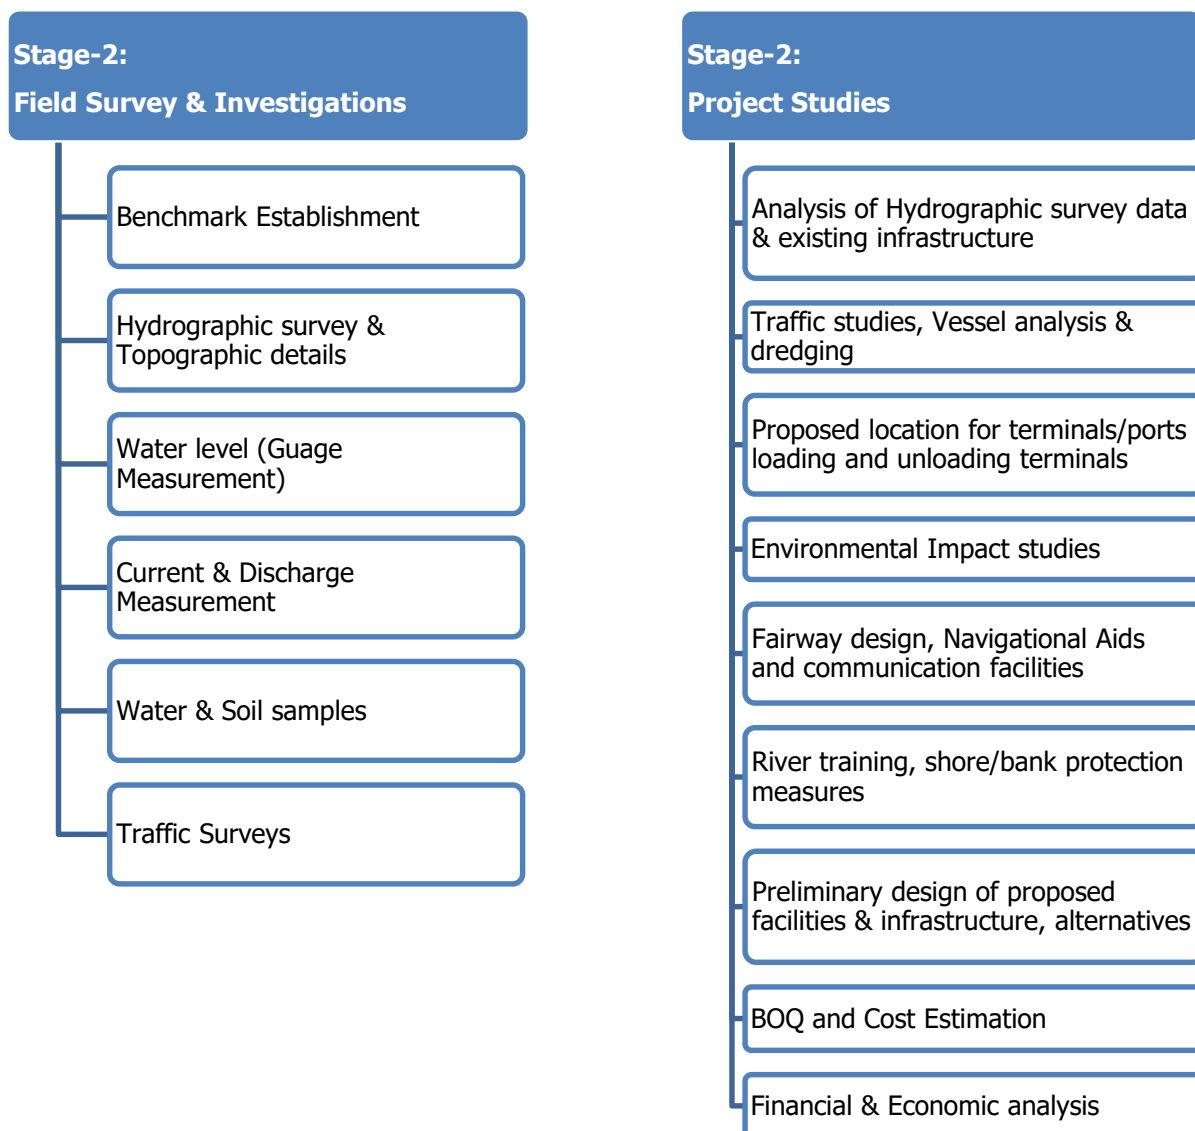 Stage-2:
Field Survey & Investigations
Benchmark Establishment
Hydrographic survey &
Topographic details
Water level (Guage
Measurement)
Current & Discharge
Measurement
Water & Soil samples
Traffic Surveys
Stage-2:
Project Studies
Analysis of Hydrographic survey data
& existing infrastructure
Traffic studies, Vessel analysis &
dredging
Proposed location for terminals/ports
loading and unloading terminals
Environmental Impact studies
Fairway design, Navigational Aids
and communication facilities
River training, shore/bank protection
measures
Preliminary design of proposed
facilities & infrastructure, alternatives
BOQ and Cost Estimation
Financial & Economic analysis